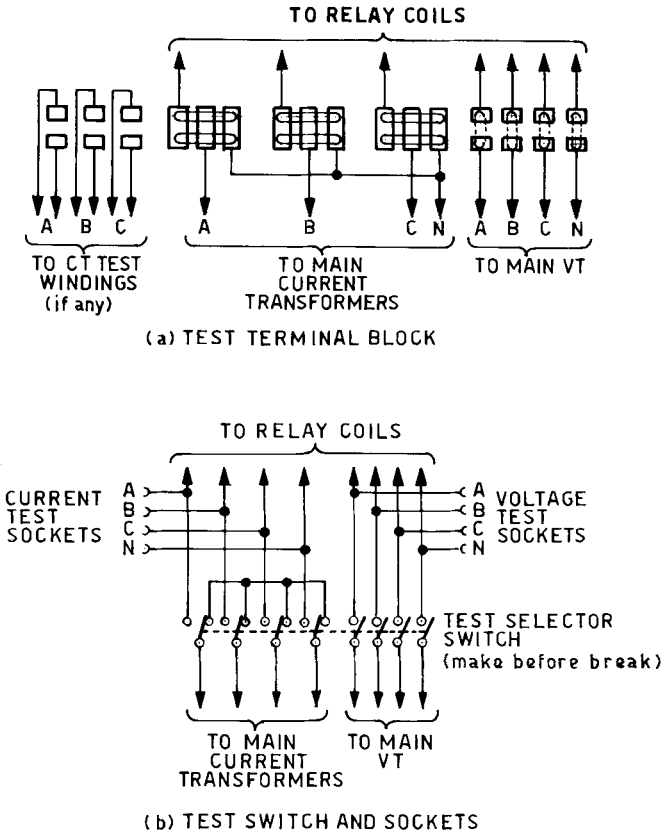 TO RELAY COILS
A B C
A B C N
A B C N
TO CT TEST
WINDINGS
(if any)
TO MAIN
CURRENT
TRANSFORMERS
TO MAIN VT
(a) TEST TERMINAL BLOCK
TO RELAY COILS
CURRENT
TEST
SOCKETS
A
B
C
N
A
B
C
N
VOLTAGE
TEST
SOCKETS
TEST SELECTOR
SWITCH
(make before break)
TO MAIN
CURRENT
TRANSFORMERS
TO MAIN
VT
(b) TEST SWITCH AND SOCKETS